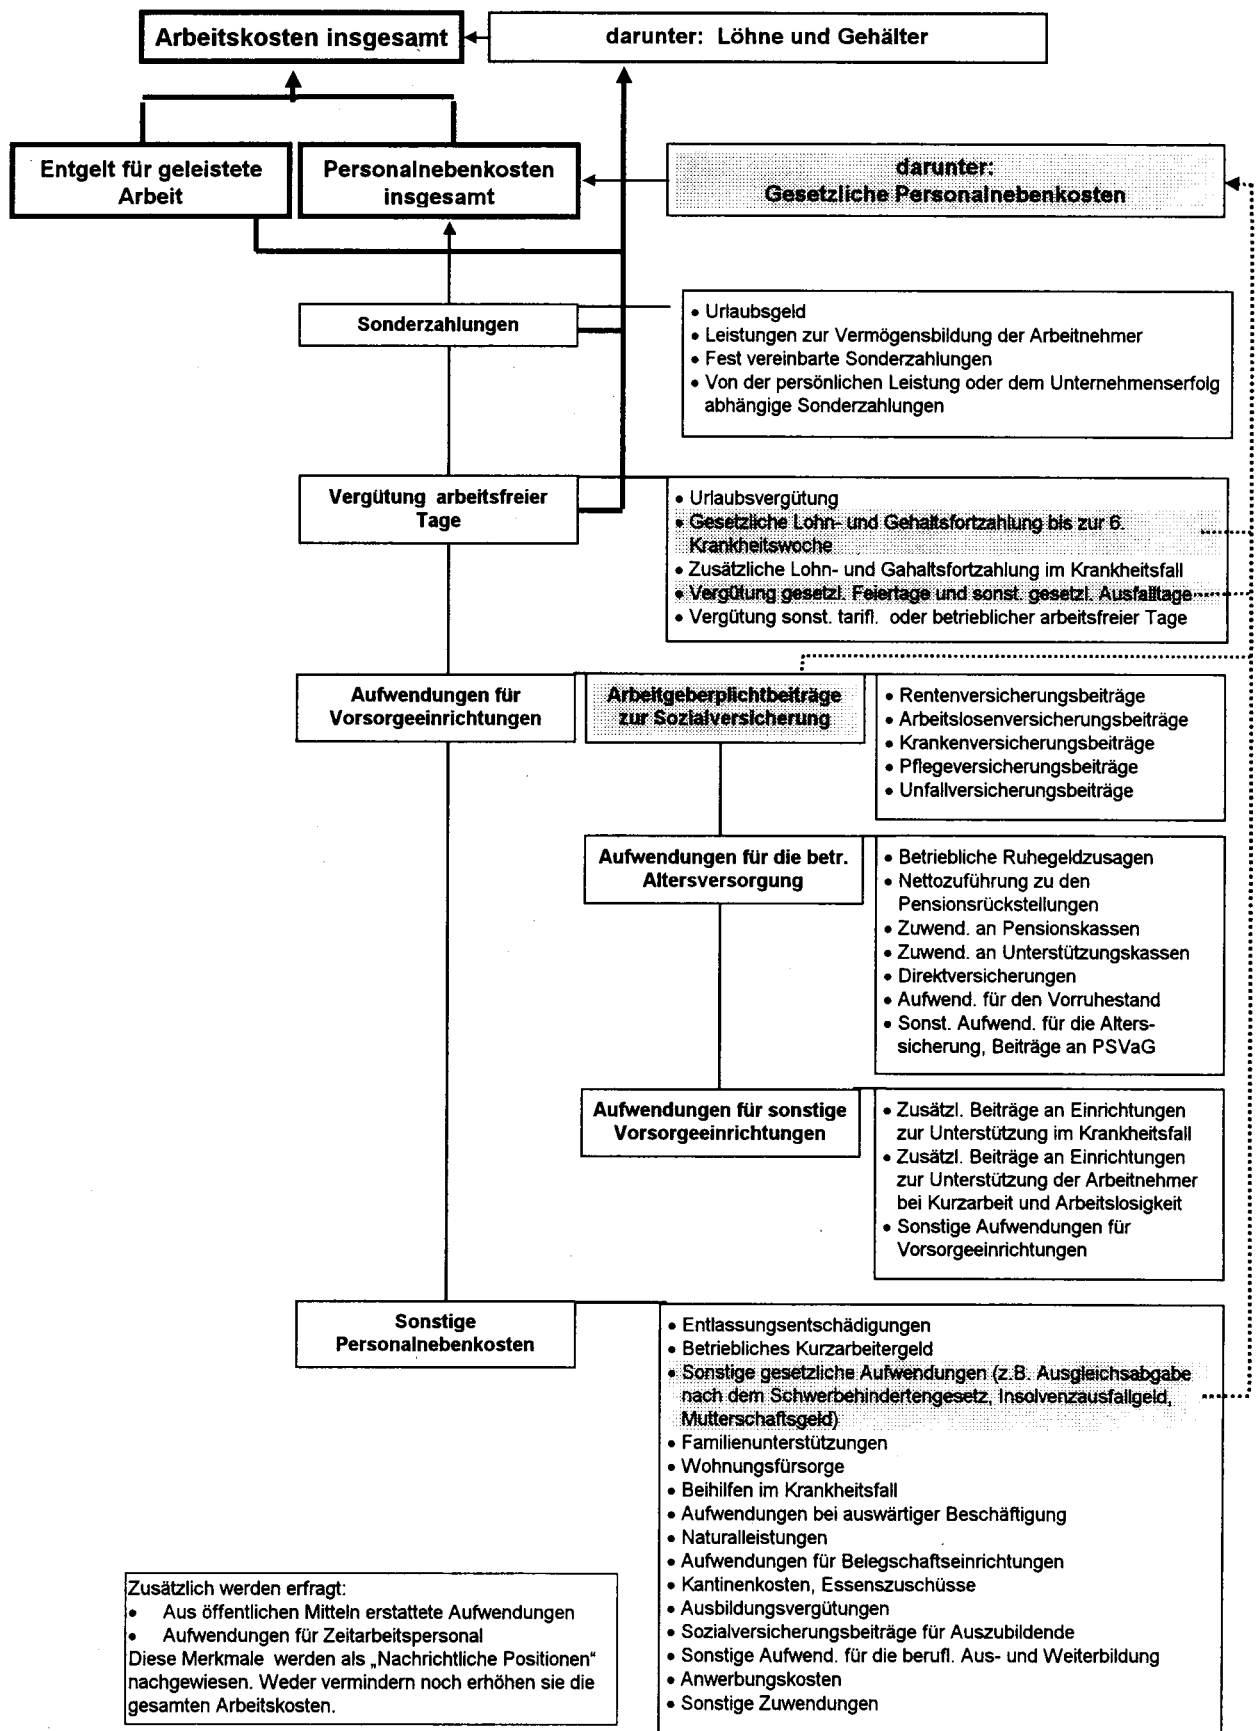 Arbeitskosten insgesamt
darunter: Löhne und Gehälter
Entgelt für geleistete
Arbeit
Personalnebenkosten
insgesamt
darunter:
Gesetzliche Personalnebenkosten
Sonderzahlungen
• Urlaubsgeld
• Leistungen zur Vermögensbildung der Arbeitnehmer
• Fest vereinbarte Sonderzahlungen
• Von der persönlichen Leistung oder dem Unternehmenserfolg
abhängige Sonderzahlungen
Vergütung arbeitsfreier
Tage
• Urlaubsvergütung
• Gesetzliche Lohn- und Gehaltsfortzahlung bis zur 6.
Krankheitswoche
• Zusätzliche Lohn- und Gahaltsfortzahlung im Krankheitsfall
• Vergütung gesetzl. Feiertage und sonst. gesetzl. Ausfalltage
• Vergütung sonst. tarifl. oder betrieblicher arbeitsfreier Tage
Aufwendungen für
Vorsorgeeinrichtungen
Arbeitgeberplichtbeiträge
zur Sozialversicherung
• Rentenversicherungsbeiträge
• Arbeitslosenversicherungsbeiträge
• Krankenversicherungsbeiträge
• Pflegeversicherungsbeiträge
• Unfallversicherungsbeiträge
Aufwendungen für die betr.
Altersversorgung
• Betriebliche Ruhegeldzusagen
• Nettozuführung zu den
Pensionsrückstellungen
• Zuwend. an Pensionskassen
• Zuwend. an Unterstützungskassen
• Direktversicherungen
• Aufwend. für den Vorruhestand
• Sonst. Aufwend. für die Alters-
sicherung, Beiträge an PSVaG
Aufwendungen für sonstige
Vorsorgeeinrichtungen
• Zusätzl. Beiträge an Einrichtungen
zur Unterstützung im Krankheitsfall
• Zusätzl. Beiträge an Einrichtungen
zur Unterstützung der Arbeitnehmer
bei Kurzarbeit und Arbeitslosigkeit
• Sonstige Aufwendungen für
Vorsorgeeinrichtungen
Sonstige
Personalnebenkosten
• Entlassungsentschädigungen
• Betriebliches Kurzarbeitergeld
• Sonstige gesetzliche Aufwendungen (z.B. Ausgleichsabgabe
nach dem Schwerbehindertengesetz, Insolvenzausfallgeld,
Mutterschaftsgeld)
• Familienunterstützungen
• Wohnungsfürsorge
• Beihilfen im Krankheitsfall
• Aufwendungen bei auswärtiger Beschäftigung
• Naturalleistungen
• Aufwendungen für Belegschaftseinrichtungen
• Kantinenkosten, Essenszuschüsse
• Ausbildungsvergütungen
• Sozialversicherungsbeiträge für Auszubildende
• Sonstige Aufwend. für die berufl. Aus- und Weiterbildung
• Anwerbungskosten
• Sonstige Zuwendungen
Zusätzlich werden erfragt:
• Aus öffentlichen Mitteln erstattete Aufwendungen
• Aufwendungen für Zeitarbeitspersonal
Diese Merkmale werden als „Nachrichtliche Positionen“
nachgewiesen. Weder vermindern noch erhöhen sie die
gesamten Arbeitskosten.